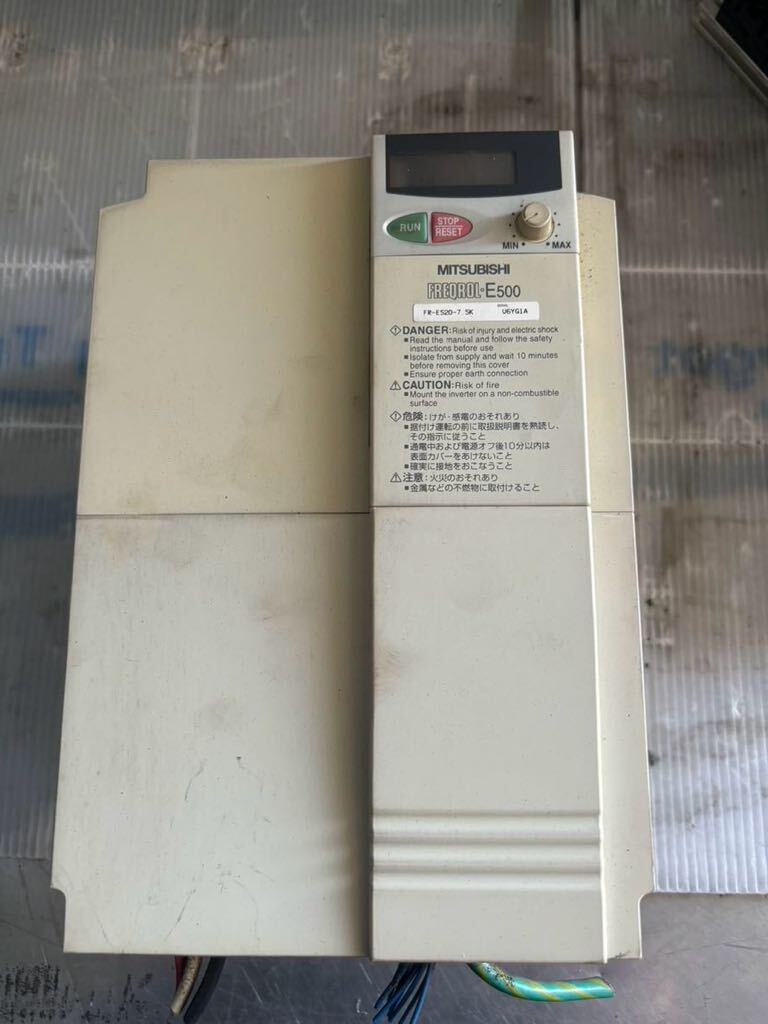 RUN
STOP
RESET
MIN
MAX
MITSUBISHI
FREQROL-E500
FR-E520-7.5K
SERIAL
U6YG1A
DANGER: Risk of injury and electric shock
■Read the manual and follow the safety
instructions before use
■Isolate from supply and wait 10 minutes
before removing this cover
■Ensure proper earth connection
CAUTION: Risk of fire
■Mount the inverter on a non-combustible
surface
危険:けが・感電のおそれあり
■据付け運転の前に取扱説明書を熟読し、
その指示に従うこと
■通電中および電源オフ後10分以内は
表面カバーをあけないこと
■確実に接地をおこなうこと
注意:火災のおそれあり
■金属などの不燃物に取付けること